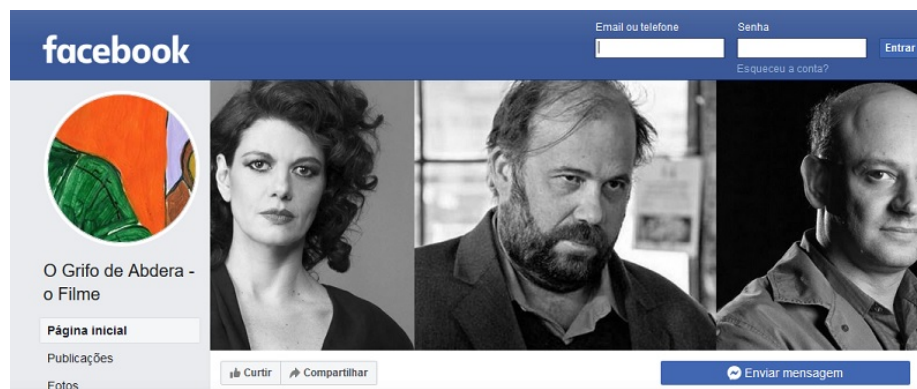 facebook
Email ou telefone
Senha
Entrar
Esqueceu a conta?
O Grifo de Abdera -
o Filme
Página inicial
Publicações
Fotos
Curtir
Compartilhar
Enviar mensagem